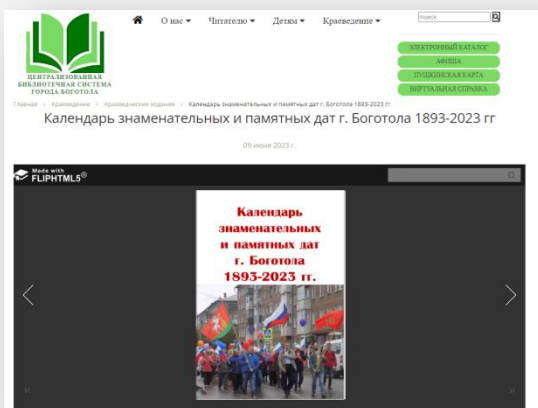 О нас Читателю Детям Краеведение
поиск
ЭЛЕКТРОННЫЙ КАТАЛОГ
АФИША
ПУШКИНСКАЯ КАРТА
ВИРТУАЛЬНАЯ СПРАВКА
ЦЕНТРАЛИЗОВАННАЯ
БИБЛИОТЕЧНАЯ СИСТЕМА
ГОРОДА БОГОТОЛА
Главная Краеведение Краеведческие издания Календарь знаменательных и памятных дат г. Боготола 1893-2023 гг
Календарь знаменательных и памятных дат г. Боготола 1893-2023 гг
09 июня 2023 г.
Made with
FLIPHTML5®
Календарь
знаменательных
и памятных дат
г. Боготола
1893-2023 гг.